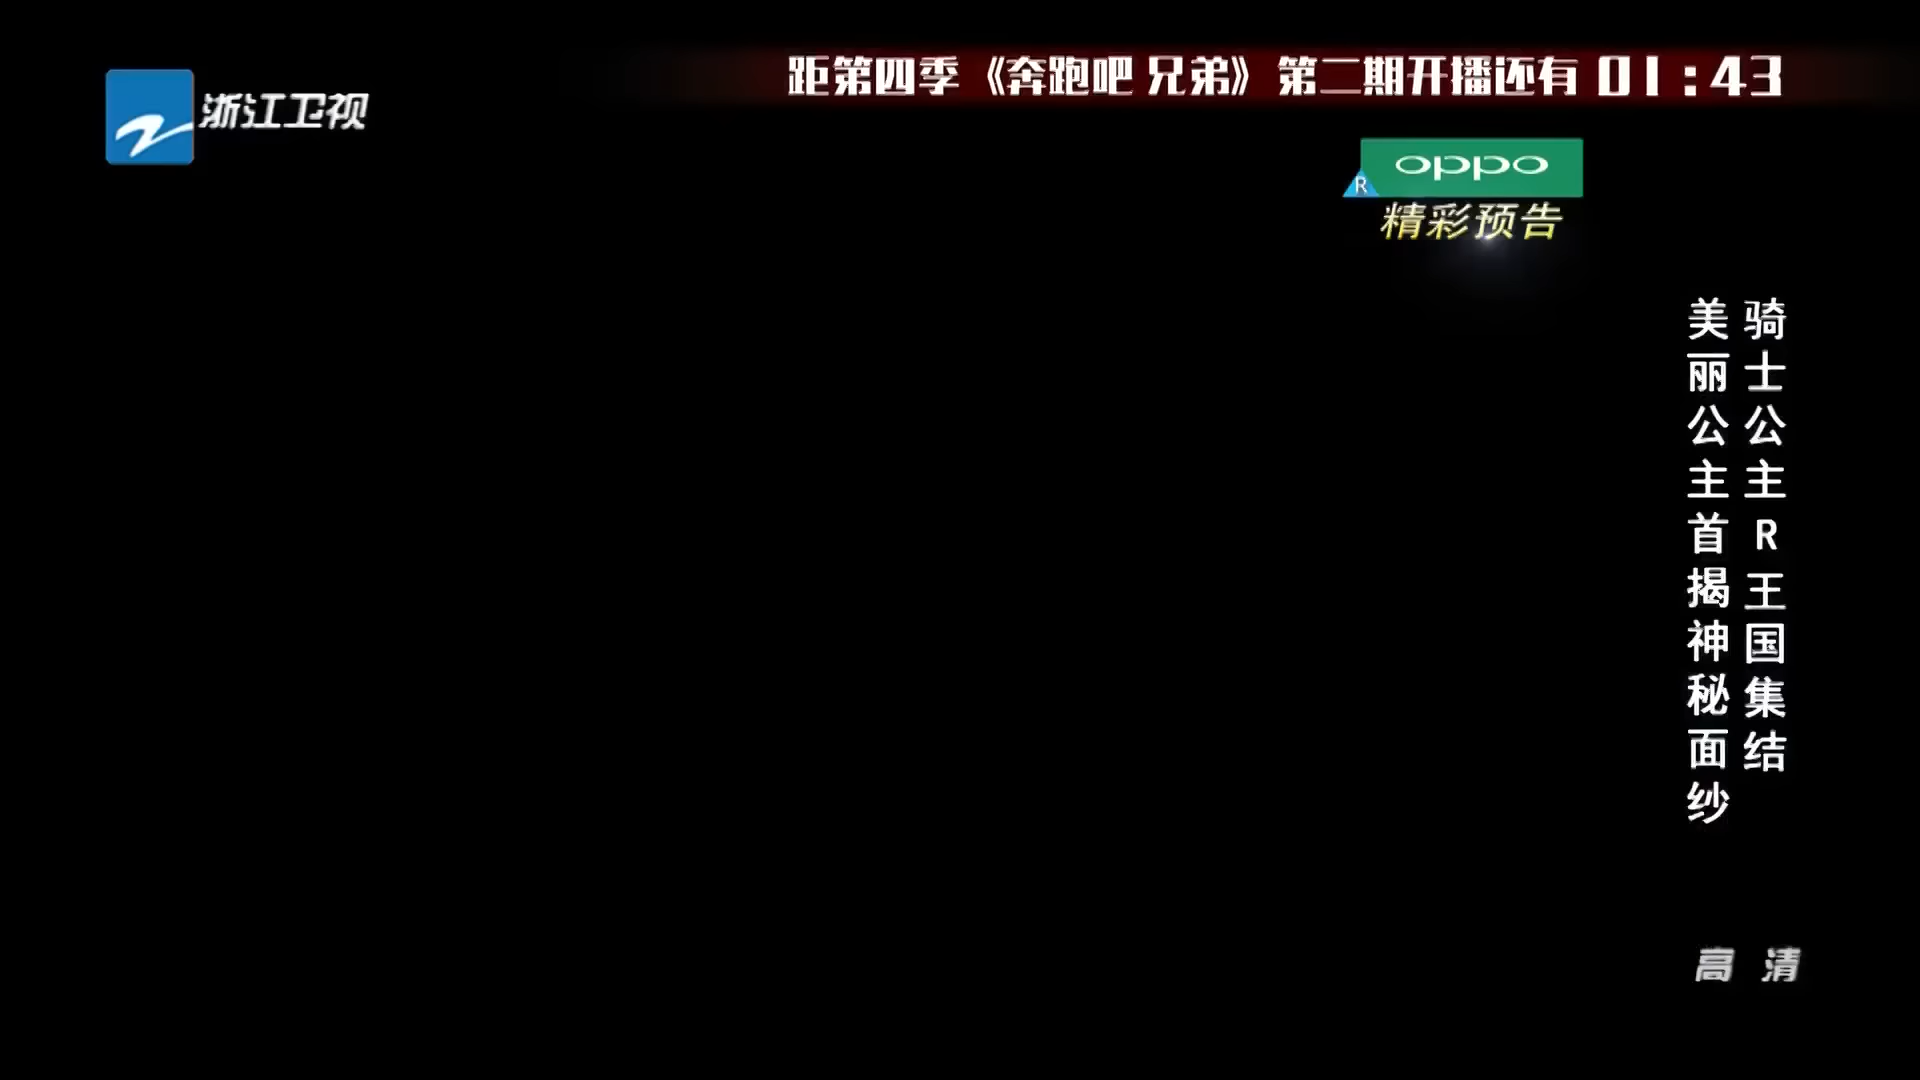 距第四季《奔跑吧 兄弟》第二期开播还有 01:43
浙江卫视
oppo
R
精彩预告
骑士公主R王国集结
美丽公主首揭神秘面纱
高清